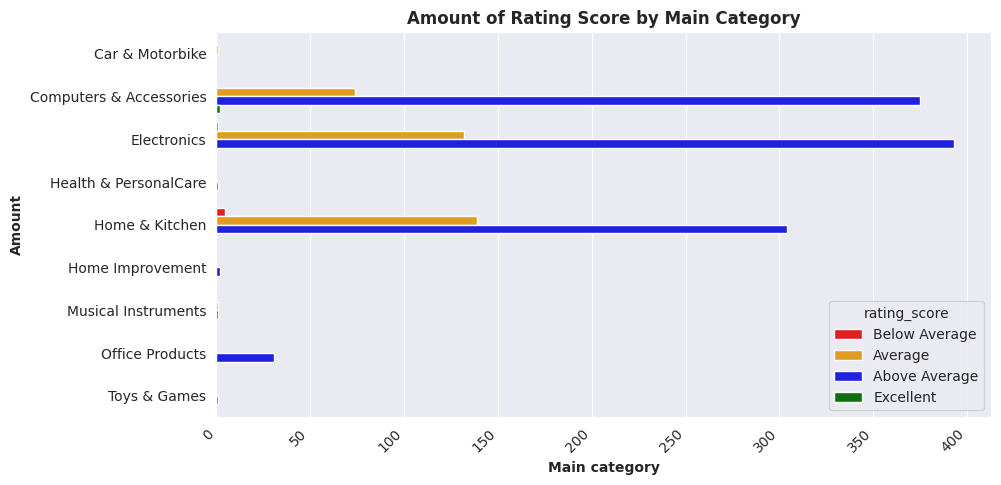 Amount of Rating Score by Main Category
Amount
Car & Motorbike
Computers & Accessories
Electronics
Health & PersonalCare
Home & Kitchen
Home Improvement
Musical Instruments
Office Products
Toys & Games
rating_score
Below Average
Average
Above Average
Excellent
0 50 100 150 200 250 300 350 400
Main category